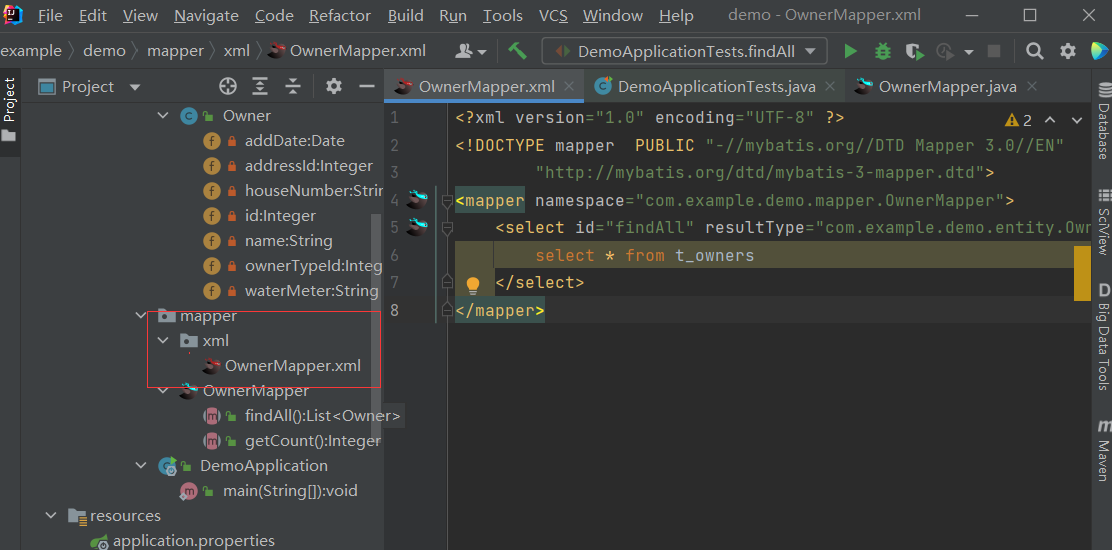 File Edit View Navigate Code Refactor Build Run Tools VCS Window Help demo - OwnerMapper.xml
example demo mapper xml OwnerMapper.xml DemoApplicationTests.findAll
Project
Project
OwnerMapper.xml DemoApplicationTests.java OwnerMapper.java
Owner
addDate:Date
addressId:Integer
houseNumber:Strin
id:Integer
name:String
ownerTypeId:Integ
waterMeter:String
mapper
xml
OwnerMapper.xml
OwnerMapper
findAll():List<Owner>
getCount():Integer
DemoApplication
main(String[]):void
resources
application.properties
1 <?xml version="1.0" encoding="UTF-8" ?>
2 <!DOCTYPE mapper PUBLIC "-//mybatis.org//DTD Mapper 3.0//EN"
3 "http://mybatis.org/dtd/mybatis-3-mapper.dtd">
4 <mapper namespace="com.example.demo.mapper.OwnerMapper">
5 <select id="findAll" resultType="com.example.demo.entity.Own
6 select * from t_owners
7 </select>
8 </mapper>
2
Database
SciView
D Big Data Tools
m Maven